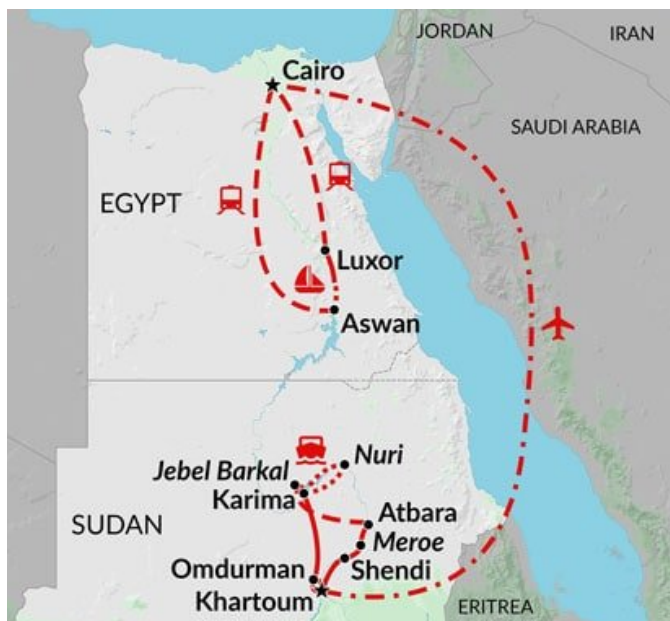 JORDAN
IRAN
Cairo
SAUDI ARABIA
EGYPT
Luxor
Aswan
Nuri
Jebel Barkal
Karima
Atbara
SUDAN
Meroe
Shendi
Omdurman
Khartoum
ERITREA